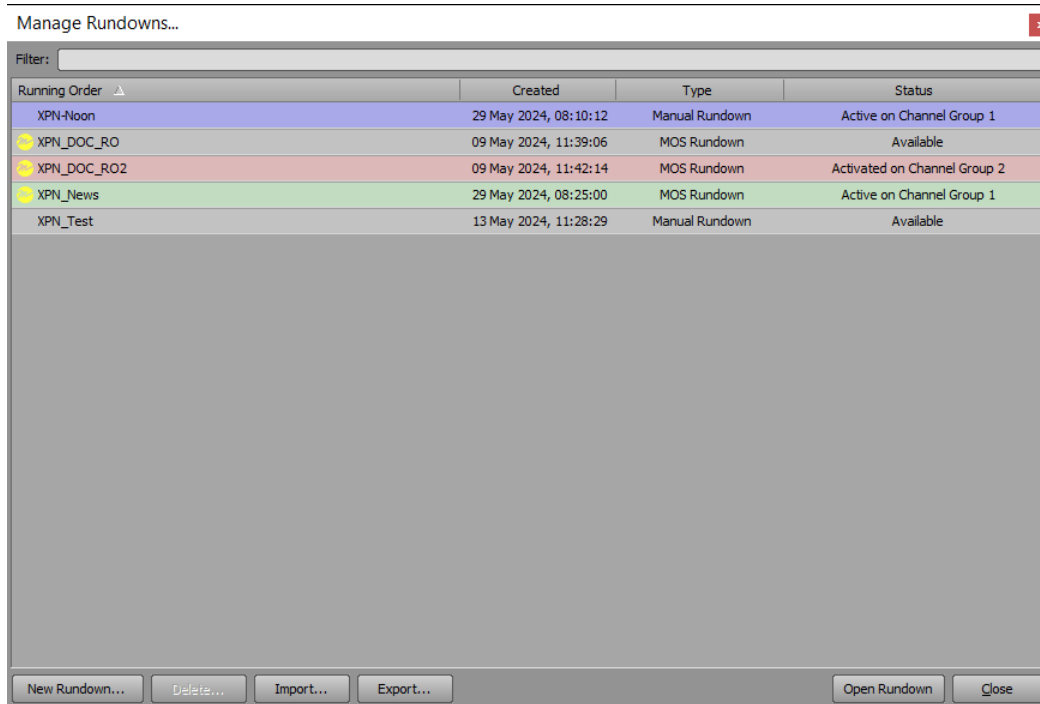 Manage Rundowns...
Filter:
Running Order Created Type Status
XPN-Noon 29 May 2024, 08:10:12 Manual Rundown Active on Channel Group 1
XPN_DOC_RO 09 May 2024, 11:39:06 MOS Rundown Available
XPN_DOC_RO2 09 May 2024, 11:42:14 MOS Rundown Activated on Channel Group 2
XPN_News 29 May 2024, 08:25:00 MOS Rundown Active on Channel Group 1
XPN_Test 13 May 2024, 11:28:29 Manual Rundown Available
New Rundown... Delete... Import... Export... Open Rundown Close